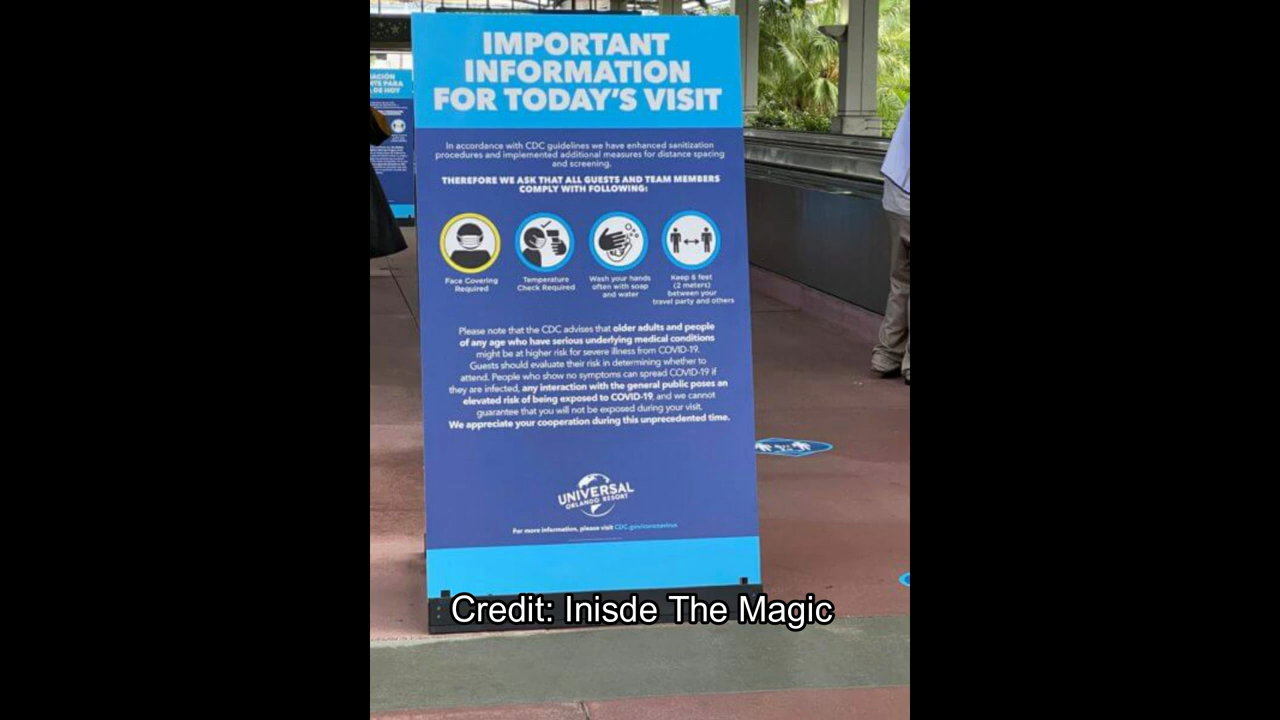 IMPORTANT
INFORMATION
FOR TODAY'S VISIT
In accordance with CDC guidelines we have enhanced sanitization
procedures and implemented additional measures for distance spacing
and screening.
THEREFORE WE ASK THAT ALL GUESTS AND TEAM MEMBERS
COMPLY WITH FOLLOWING:
Face Covering
Required
Temperature
Check Required
Wash your hands
often with soap
and water
Keep 6 feet
(2 meters)
between your
travel party and others
Please note that the CDC advises that older adults and people
of any age who have serious underlying medical conditions
might be at higher risk for severe illness from COVID-19.
Guests should evaluate their risk in determining whether to
attend. People who show no symptoms can spread COVID-19 if
they are infected, any interaction with the general public poses an
elevated risk of being exposed to COVID-19, and we cannot
guarantee that you will not be exposed during your visit.
We appreciate your cooperation during this unprecedented time.
UNIVERSAL
ORLANDO RESORT
For more information, please visit CDC.gov/coronavirus
Credit: Inisde The Magic
DE HOY